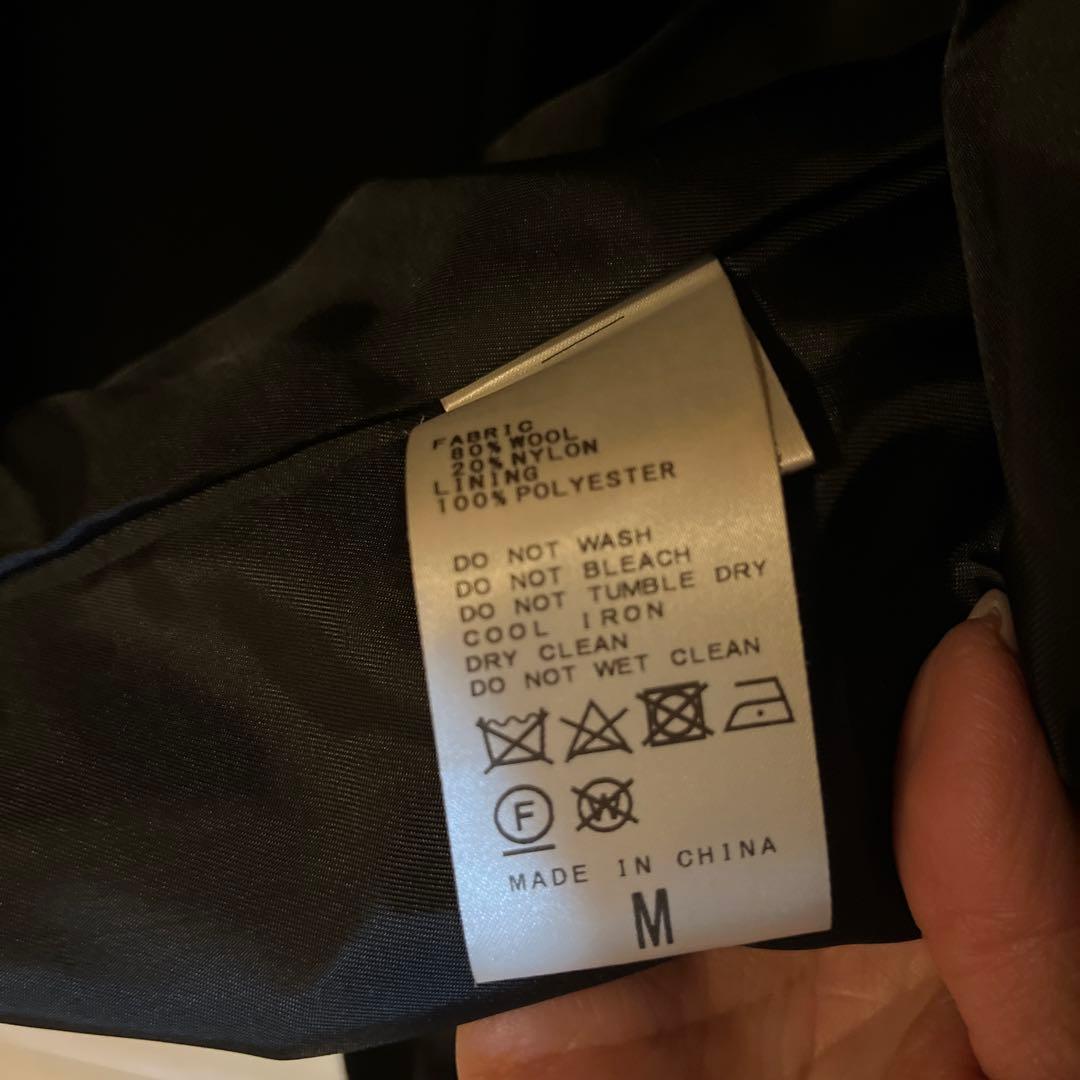 FABRIC
80% WOOL
20% NYLON
LINING
100% POLYESTER
DO NOT WASH
DO NOT BLEACH
DO NOT TUMBLE DRY
COOL IRON
DRY CLEAN
DO NOT WET CLEAN
F W
MADE IN CHINA
M